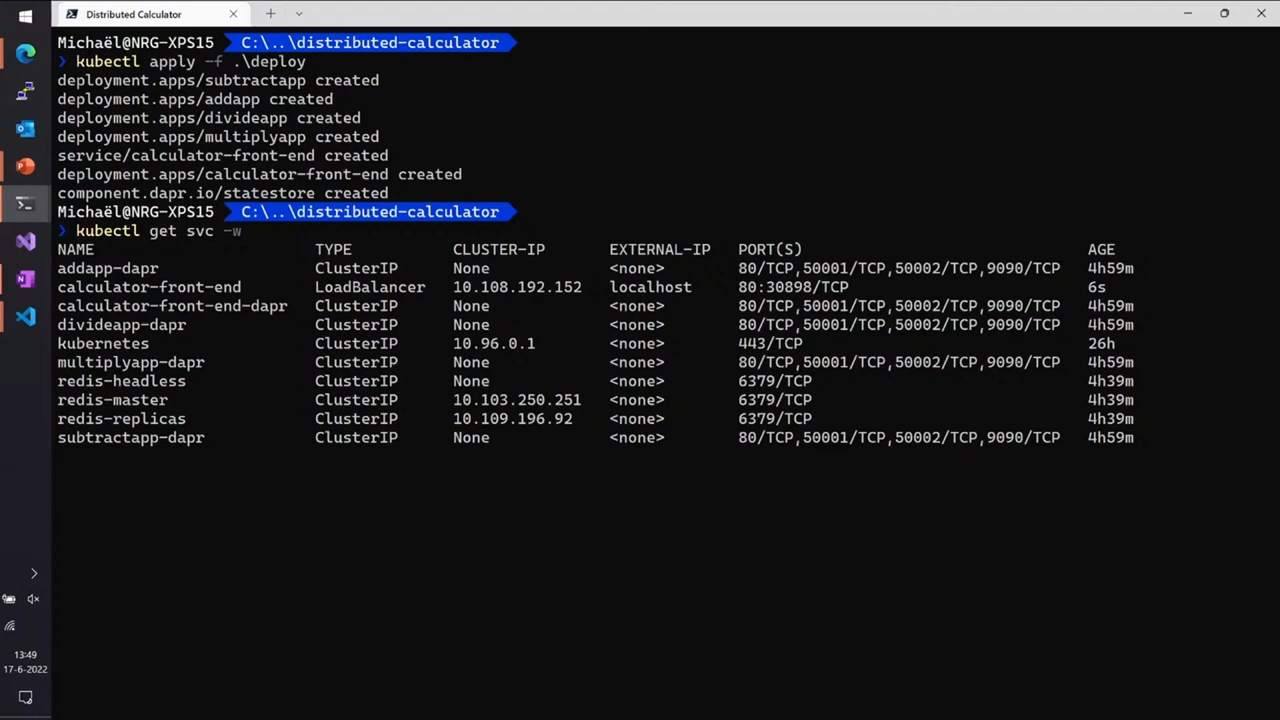 Distributed Calculator
Michaël@NRG-XPS15 C:\..\distributed-calculator
❯ kubectl apply -f .\deploy
deployment.apps/subtractapp created
deployment.apps/addapp created
deployment.apps/divideapp created
deployment.apps/multiplyapp created
service/calculator-front-end created
deployment.apps/calculator-front-end created
component.dapr.io/statestore created
Michaël@NRG-XPS15 C:\..\distributed-calculator
❯ kubectl get svc -w
NAME TYPE CLUSTER-IP EXTERNAL-IP PORT(S) AGE
addapp-dapr ClusterIP None <none> 80/TCP,50001/TCP,50002/TCP,9090/TCP 4h59m
calculator-front-end LoadBalancer 10.108.192.152 localhost 80:30898/TCP 6s
calculator-front-end-dapr ClusterIP None <none> 80/TCP,50001/TCP,50002/TCP,9090/TCP 4h59m
divideapp-dapr ClusterIP None <none> 80/TCP,50001/TCP,50002/TCP,9090/TCP 4h59m
kubernetes ClusterIP 10.96.0.1 <none> 443/TCP 26h
multiplyapp-dapr ClusterIP None <none> 80/TCP,50001/TCP,50002/TCP,9090/TCP 4h59m
redis-headless ClusterIP None <none> 6379/TCP 4h39m
redis-master ClusterIP 10.103.250.251 <none> 6379/TCP 4h39m
redis-replicas ClusterIP 10.109.196.92 <none> 6379/TCP 4h39m
subtractapp-dapr ClusterIP None <none> 80/TCP,50001/TCP,50002/TCP,9090/TCP 4h59m
13:49
17-6-2022